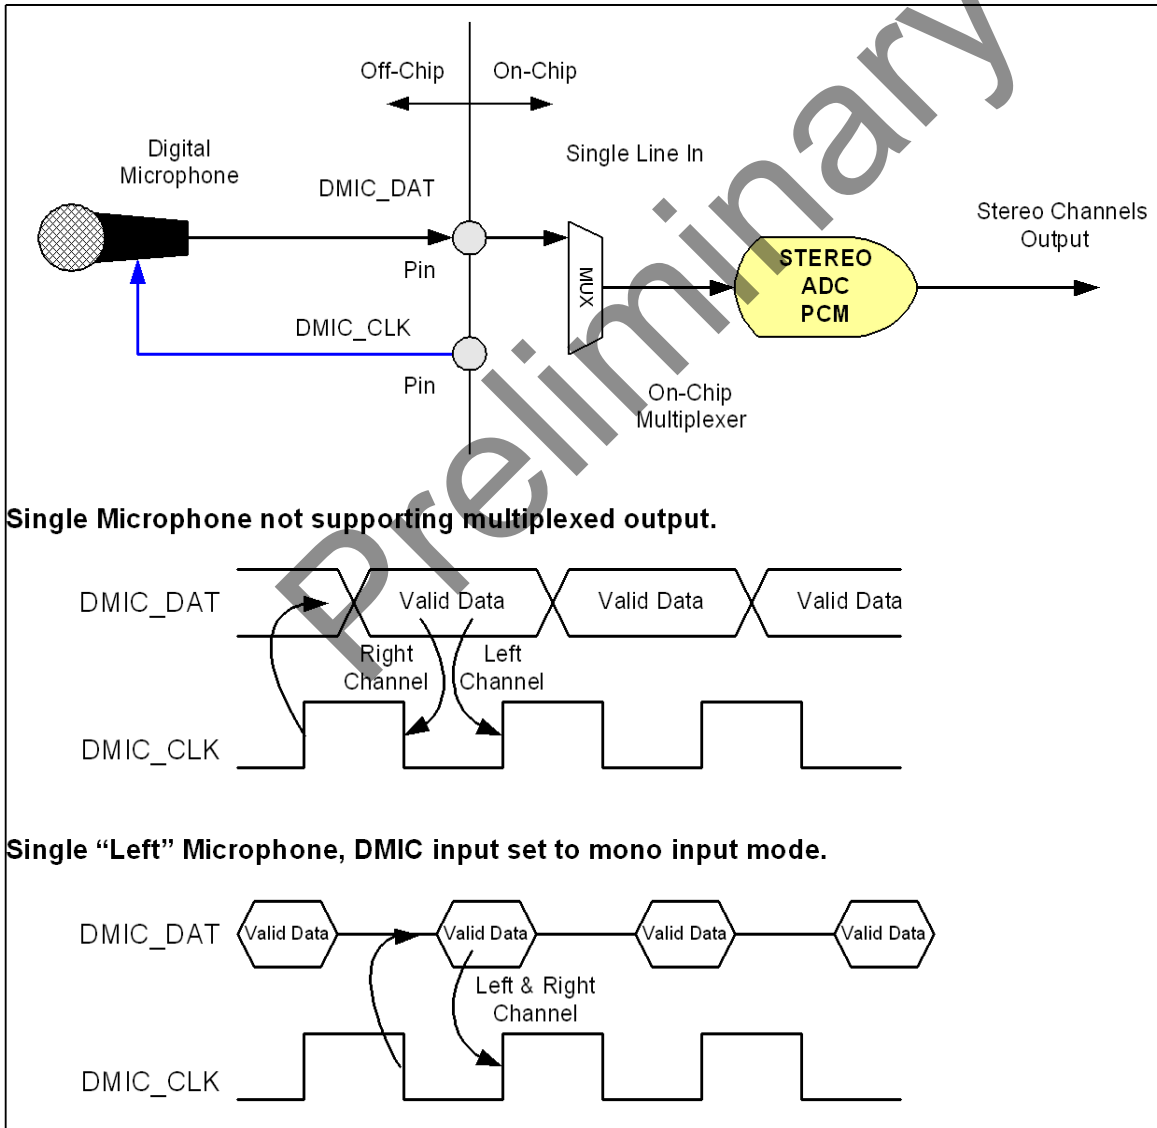 Off-Chip
On-Chip
Digital
Microphone
DMIC_DAT
Single Line In
Stereo Channels
Output
Pin
MUX
STEREO
ADC
PCM
DMIC_CLK
Pin
On-Chip
Multiplexer
Preliminary
Single Microphone not supporting multiplexed output.
DMIC_DAT
Valid Data
Valid Data
Valid Data
Right
Channel
Left
Channel
DMIC_CLK
Single “Left” Microphone, DMIC input set to mono input mode.
DMIC_DAT
Valid Data
Valid Data
Valid Data
Valid Data
Left & Right
Channel
DMIC_CLK